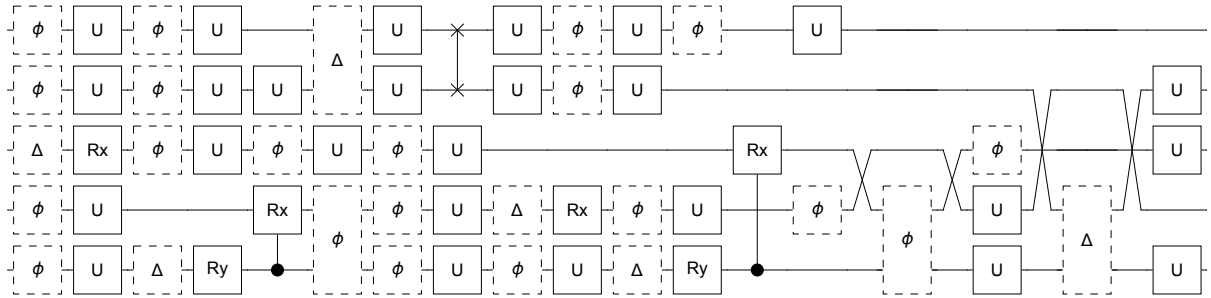 ϕ U ϕ U U U ϕ U ϕ U
Δ
ϕ U ϕ U U U U ϕ U U
Δ Rx ϕ U ϕ U ϕ U Rx ϕ U
ϕ U Rx ϕ U Δ Rx ϕ U ϕ U
ϕ ϕ Δ
ϕ U Δ Ry ϕ U ϕ U Δ Ry U U